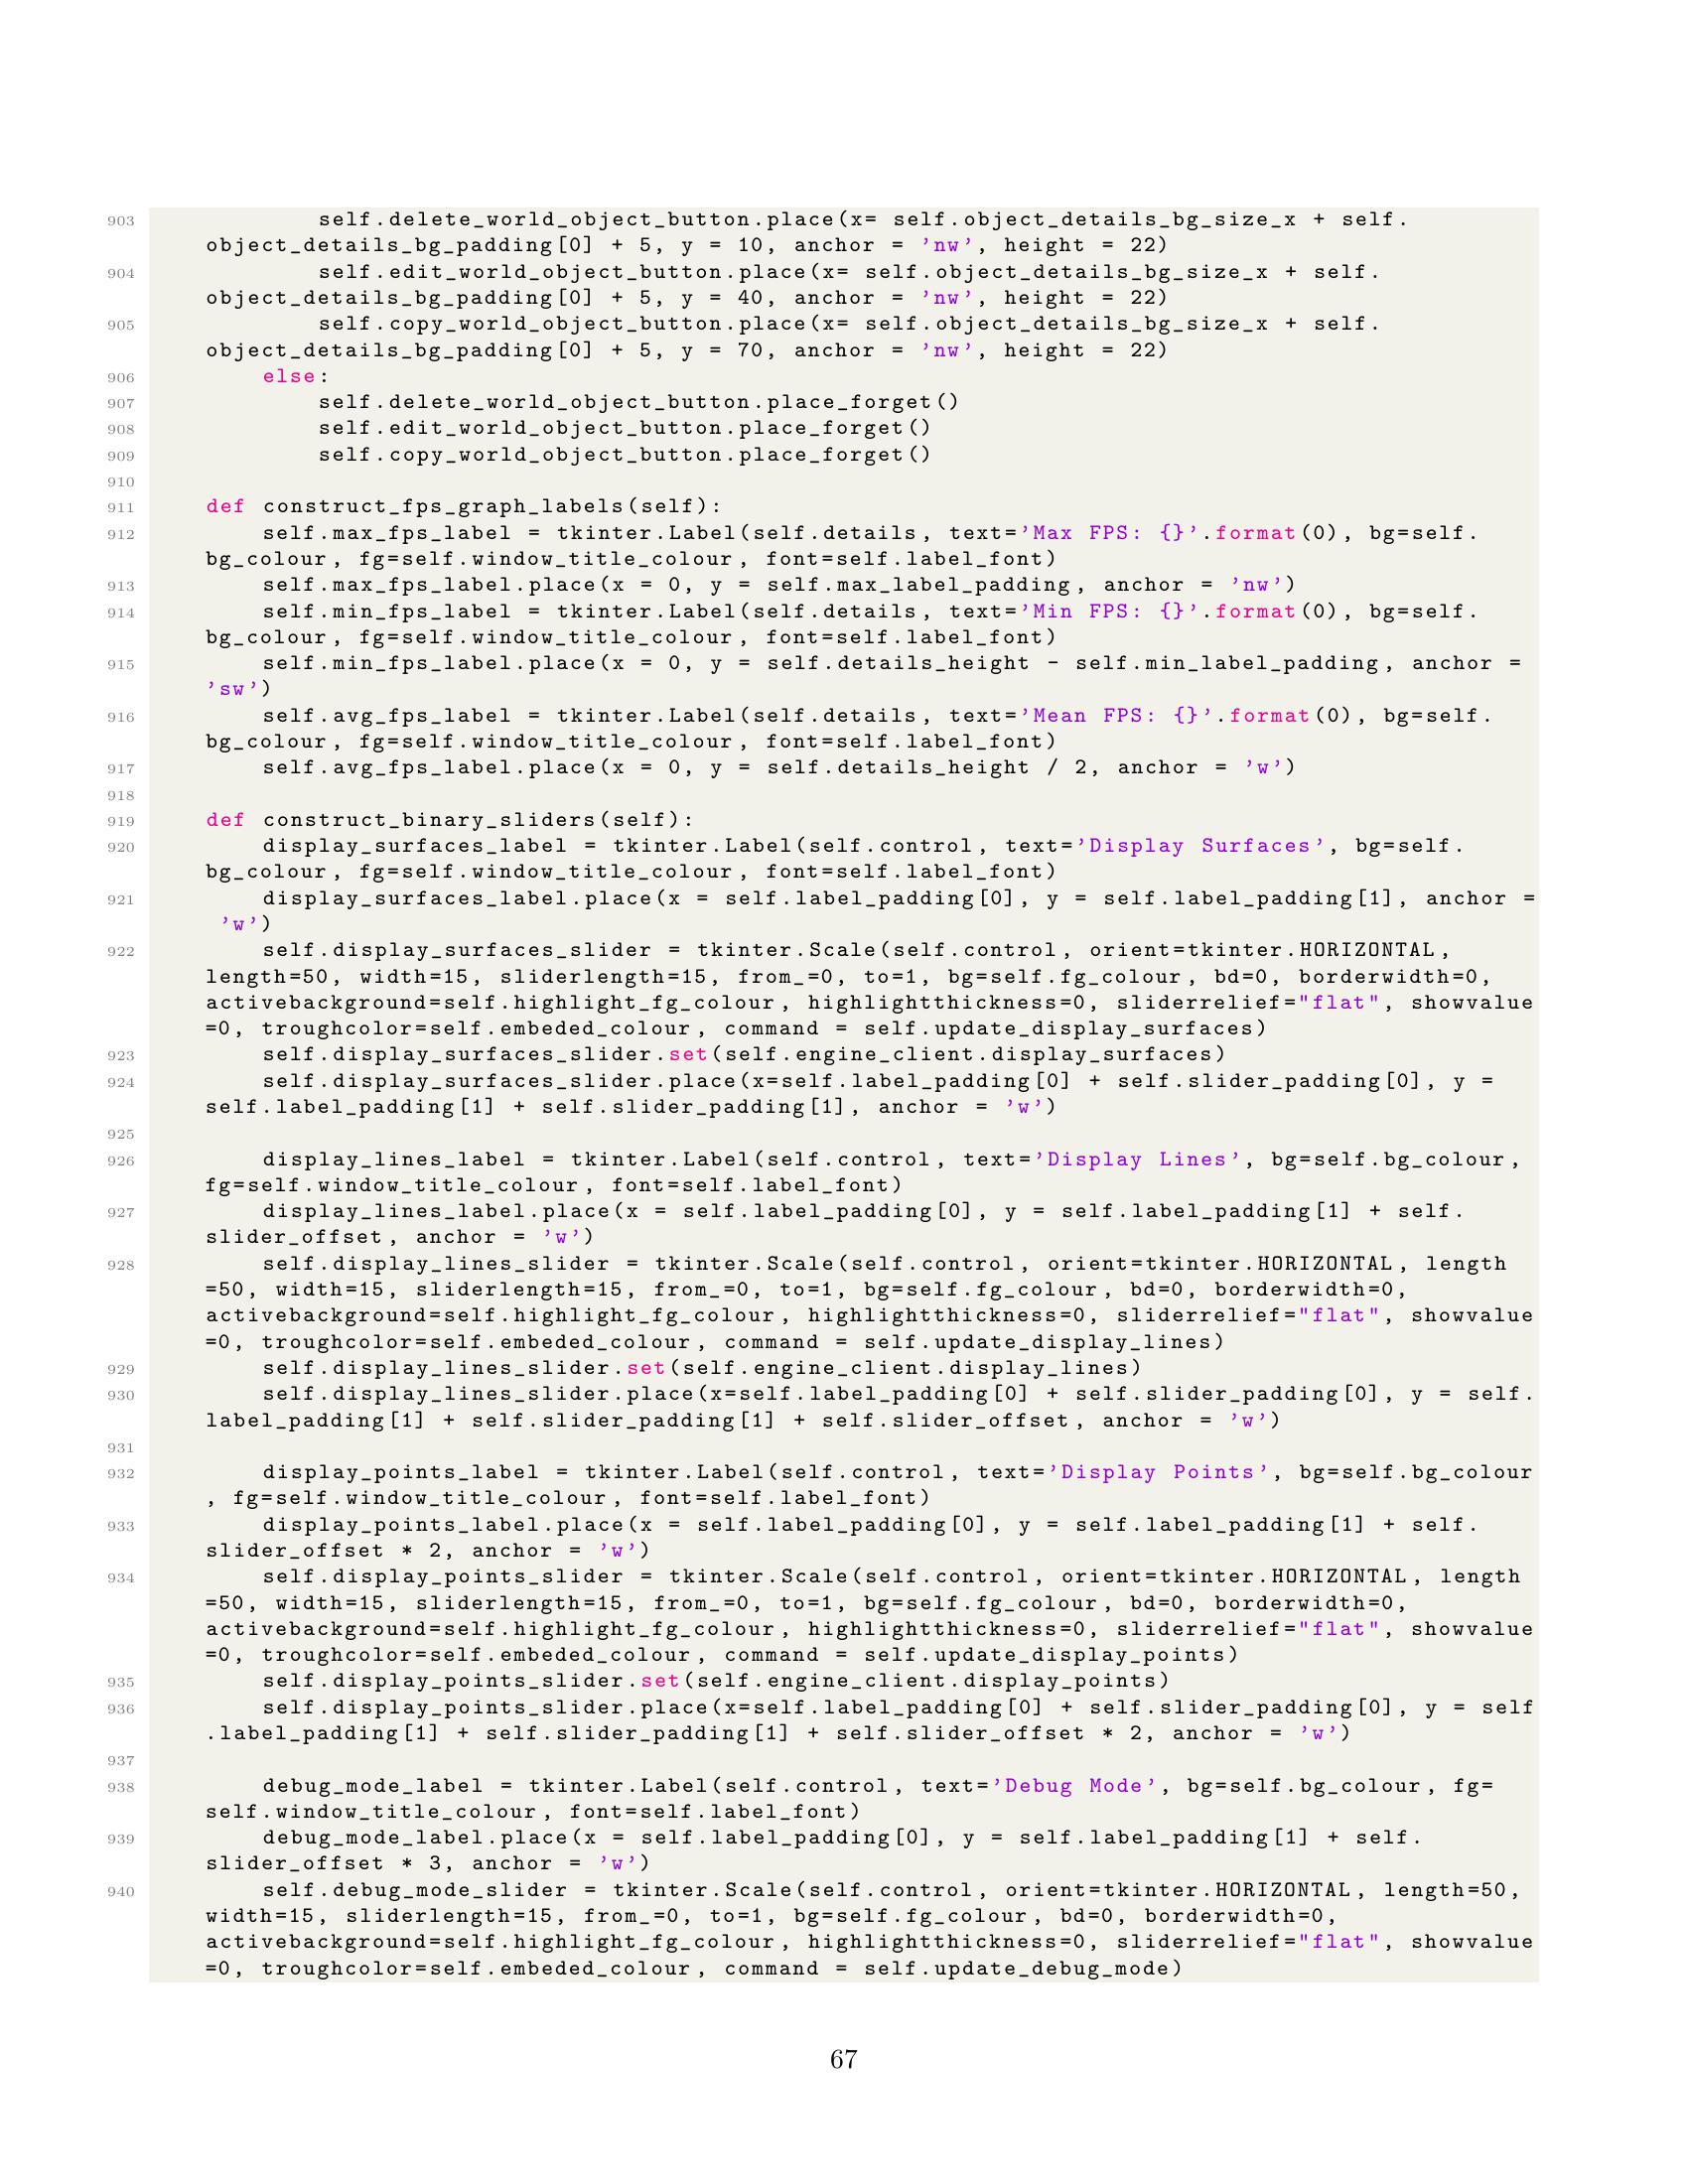 903             self.delete_world_object_button.place(x= self.object_details_bg_size_x + self.
    object_details_bg_padding[0] + 5, y = 10, anchor = 'nw', height = 22)
904             self.edit_world_object_button.place(x= self.object_details_bg_size_x + self.
    object_details_bg_padding[0] + 5, y = 40, anchor = 'nw', height = 22)
905             self.copy_world_object_button.place(x= self.object_details_bg_size_x + self.
    object_details_bg_padding[0] + 5, y = 70, anchor = 'nw', height = 22)
906         else:
907             self.delete_world_object_button.place_forget()
908             self.edit_world_object_button.place_forget()
909             self.copy_world_object_button.place_forget()
910
911     def construct_fps_graph_labels(self):
912         self.max_fps_label = tkinter.Label(self.details, text='Max FPS: {}'.format(0), bg=self.
    bg_colour, fg=self.window_title_colour, font=self.label_font)
913         self.max_fps_label.place(x = 0, y = self.max_label_padding, anchor = 'nw')
914         self.min_fps_label = tkinter.Label(self.details, text='Min FPS: {}'.format(0), bg=self.
    bg_colour, fg=self.window_title_colour, font=self.label_font)
915         self.min_fps_label.place(x = 0, y = self.details_height - self.min_label_padding, anchor =
    'sw')
916         self.avg_fps_label = tkinter.Label(self.details, text='Mean FPS: {}'.format(0), bg=self.
    bg_colour, fg=self.window_title_colour, font=self.label_font)
917         self.avg_fps_label.place(x = 0, y = self.details_height / 2, anchor = 'w')
918
919     def construct_binary_sliders(self):
920         display_surfaces_label = tkinter.Label(self.control, text='Display Surfaces', bg=self.
    bg_colour, fg=self.window_title_colour, font=self.label_font)
921         display_surfaces_label.place(x = self.label_padding[0], y = self.label_padding[1], anchor =
     'w')
922         self.display_surfaces_slider = tkinter.Scale(self.control, orient=tkinter.HORIZONTAL,
    length=50, width=15, sliderlength=15, from_=0, to=1, bg=self.fg_colour, bd=0, borderwidth=0,
    activebackground=self.highlight_fg_colour, highlightthickness=0, sliderrelief="flat", showvalue
    =0, troughcolor=self.embeded_colour, command = self.update_display_surfaces)
923         self.display_surfaces_slider.set(self.engine_client.display_surfaces)
924         self.display_surfaces_slider.place(x=self.label_padding[0] + self.slider_padding[0], y =
    self.label_padding[1] + self.slider_padding[1], anchor = 'w')
925
926         display_lines_label = tkinter.Label(self.control, text='Display Lines', bg=self.bg_colour,
    fg=self.window_title_colour, font=self.label_font)
927         display_lines_label.place(x = self.label_padding[0], y = self.label_padding[1] + self.
    slider_offset, anchor = 'w')
928         self.display_lines_slider = tkinter.Scale(self.control, orient=tkinter.HORIZONTAL, length
    =50, width=15, sliderlength=15, from_=0, to=1, bg=self.fg_colour, bd=0, borderwidth=0,
    activebackground=self.highlight_fg_colour, highlightthickness=0, sliderrelief="flat", showvalue
    =0, troughcolor=self.embeded_colour, command = self.update_display_lines)
929         self.display_lines_slider.set(self.engine_client.display_lines)
930         self.display_lines_slider.place(x=self.label_padding[0] + self.slider_padding[0], y = self.
    label_padding[1] + self.slider_padding[1] + self.slider_offset, anchor = 'w')
931
932         display_points_label = tkinter.Label(self.control, text='Display Points', bg=self.bg_colour
    , fg=self.window_title_colour, font=self.label_font)
933         display_points_label.place(x = self.label_padding[0], y = self.label_padding[1] + self.
    slider_offset * 2, anchor = 'w')
934         self.display_points_slider = tkinter.Scale(self.control, orient=tkinter.HORIZONTAL, length
    =50, width=15, sliderlength=15, from_=0, to=1, bg=self.fg_colour, bd=0, borderwidth=0,
    activebackground=self.highlight_fg_colour, highlightthickness=0, sliderrelief="flat", showvalue
    =0, troughcolor=self.embeded_colour, command = self.update_display_points)
935         self.display_points_slider.set(self.engine_client.display_points)
936         self.display_points_slider.place(x=self.label_padding[0] + self.slider_padding[0], y = self
    .label_padding[1] + self.slider_padding[1] + self.slider_offset * 2, anchor = 'w')
937
938         debug_mode_label = tkinter.Label(self.control, text='Debug Mode', bg=self.bg_colour, fg=
    self.window_title_colour, font=self.label_font)
939         debug_mode_label.place(x = self.label_padding[0], y = self.label_padding[1] + self.
    slider_offset * 3, anchor = 'w')
940         self.debug_mode_slider = tkinter.Scale(self.control, orient=tkinter.HORIZONTAL, length=50,
    width=15, sliderlength=15, from_=0, to=1, bg=self.fg_colour, bd=0, borderwidth=0,
    activebackground=self.highlight_fg_colour, highlightthickness=0, sliderrelief="flat", showvalue
    =0, troughcolor=self.embeded_colour, command = self.update_debug_mode)
67